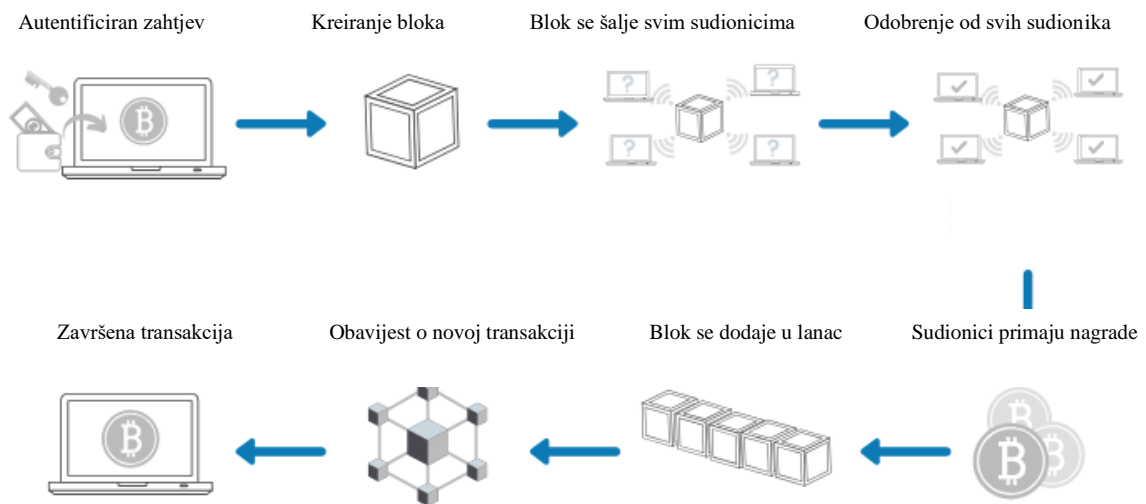 Autentificiran zahtjev
Kreiranje bloka
Blok se šalje svim sudionicima
Odobrenje od svih sudionika
?
?
?
?
Sudionici primaju nagrade
Blok se dodaje u lanac
Obavijest o novoj transakciji
Završena transakcija